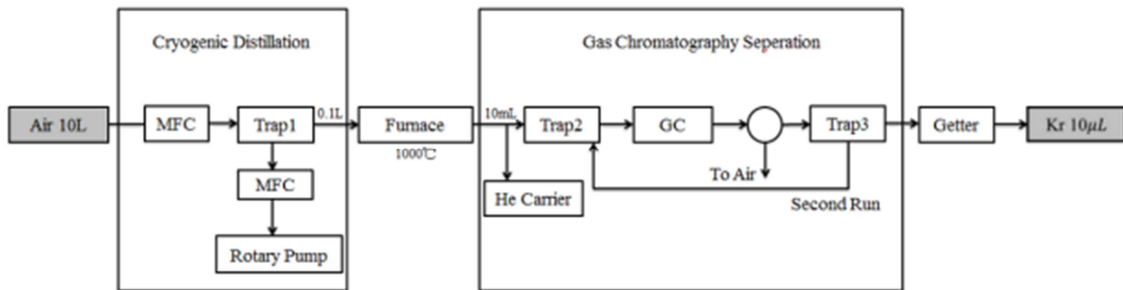 Cryogenic Distillation
Gas Chromatography Seperation
Air 10L
MFC
Trap1
0.1L
Furnace
1000℃
10mL
Trap2
GC
Trap3
Getter
Kr 10μL
MFC
To Air
He Carrier
Second Run
Rotary Pump